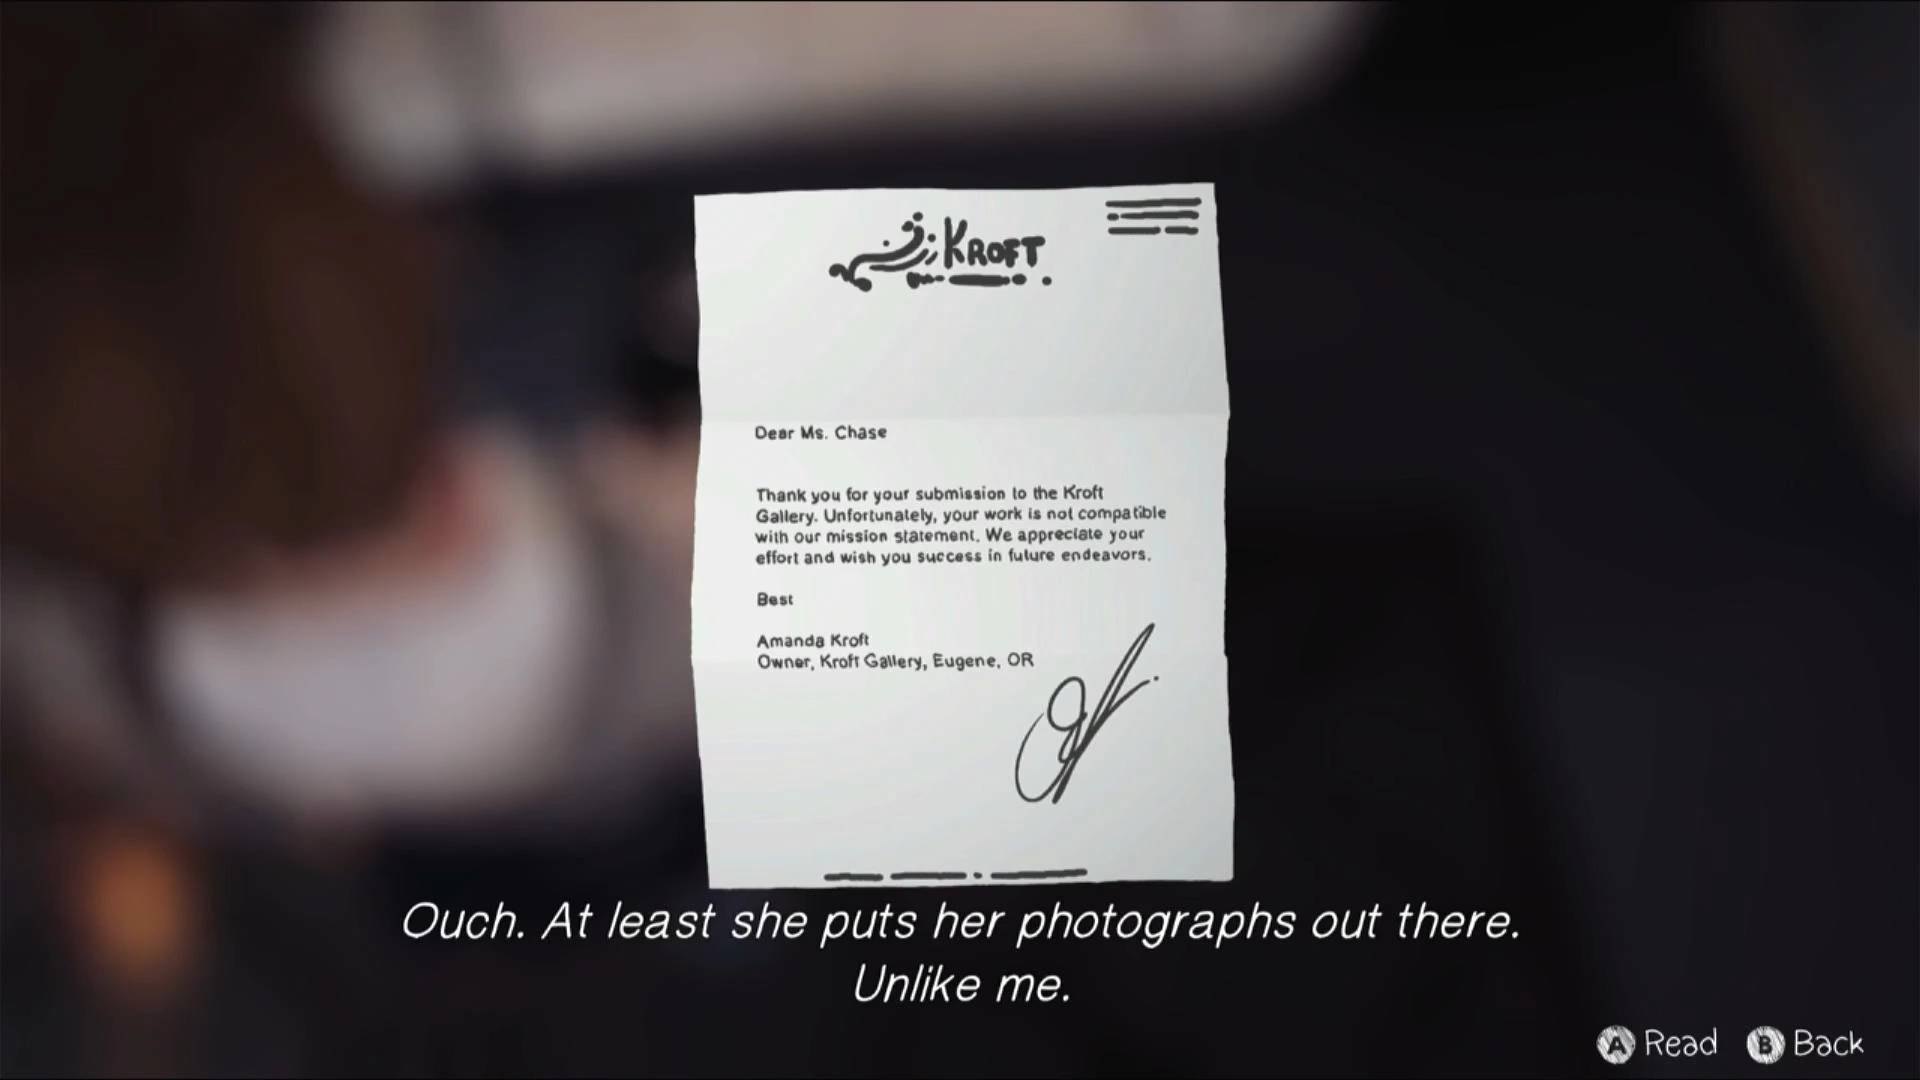 KROFT
Dear Ms. Chase
Thank you for your submission to the Kroft
Gallery. Unfortunately, your work is not compatible
with our mission statement. We appreciate your
effort and wish you success in future endeavors.
Best
Amanda Kroft
Owner, Kroft Gallery, Eugene, OR
Ouch. At least she puts her photographs out there.
Unlike me.
A Read B Back